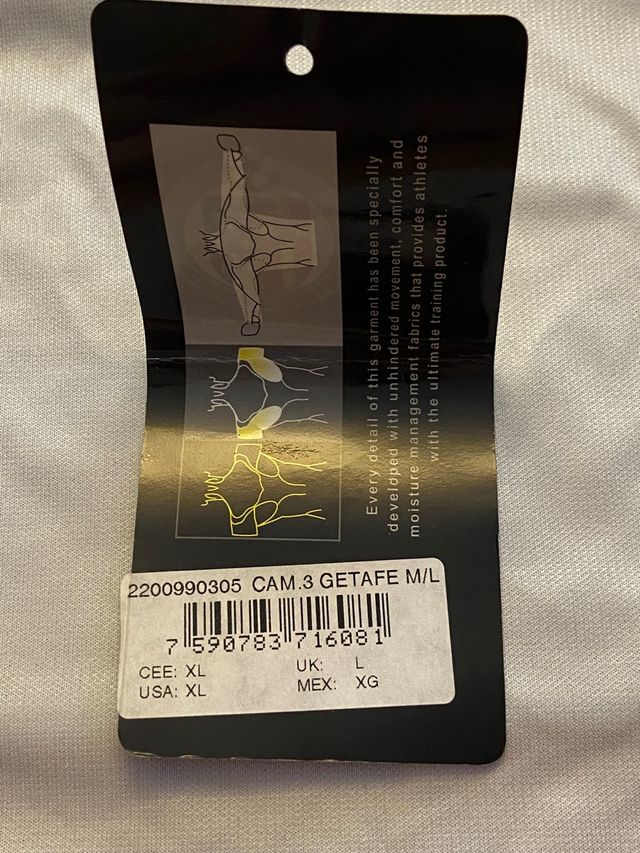 Every detail of this garment has been specially
developed with unhindered movement, comfort and
moisture management fabrics that provides athletes
with the ultimate training product.
2200990305 CAM.3 GETAFE M/L
7 590783 716081
CEE: XL UK: L
USA: XL MEX: XG